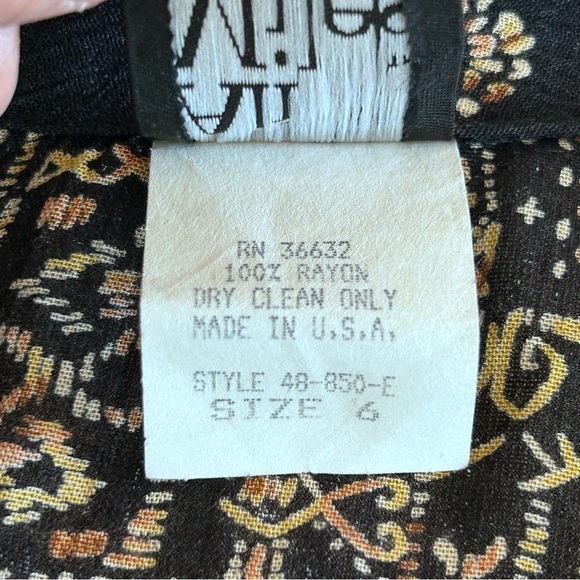 RN 36632
100% RAYON
DRY CLEAN ONLY
MADE IN U.S.A.
STYLE 48-850-E
SIZE 6